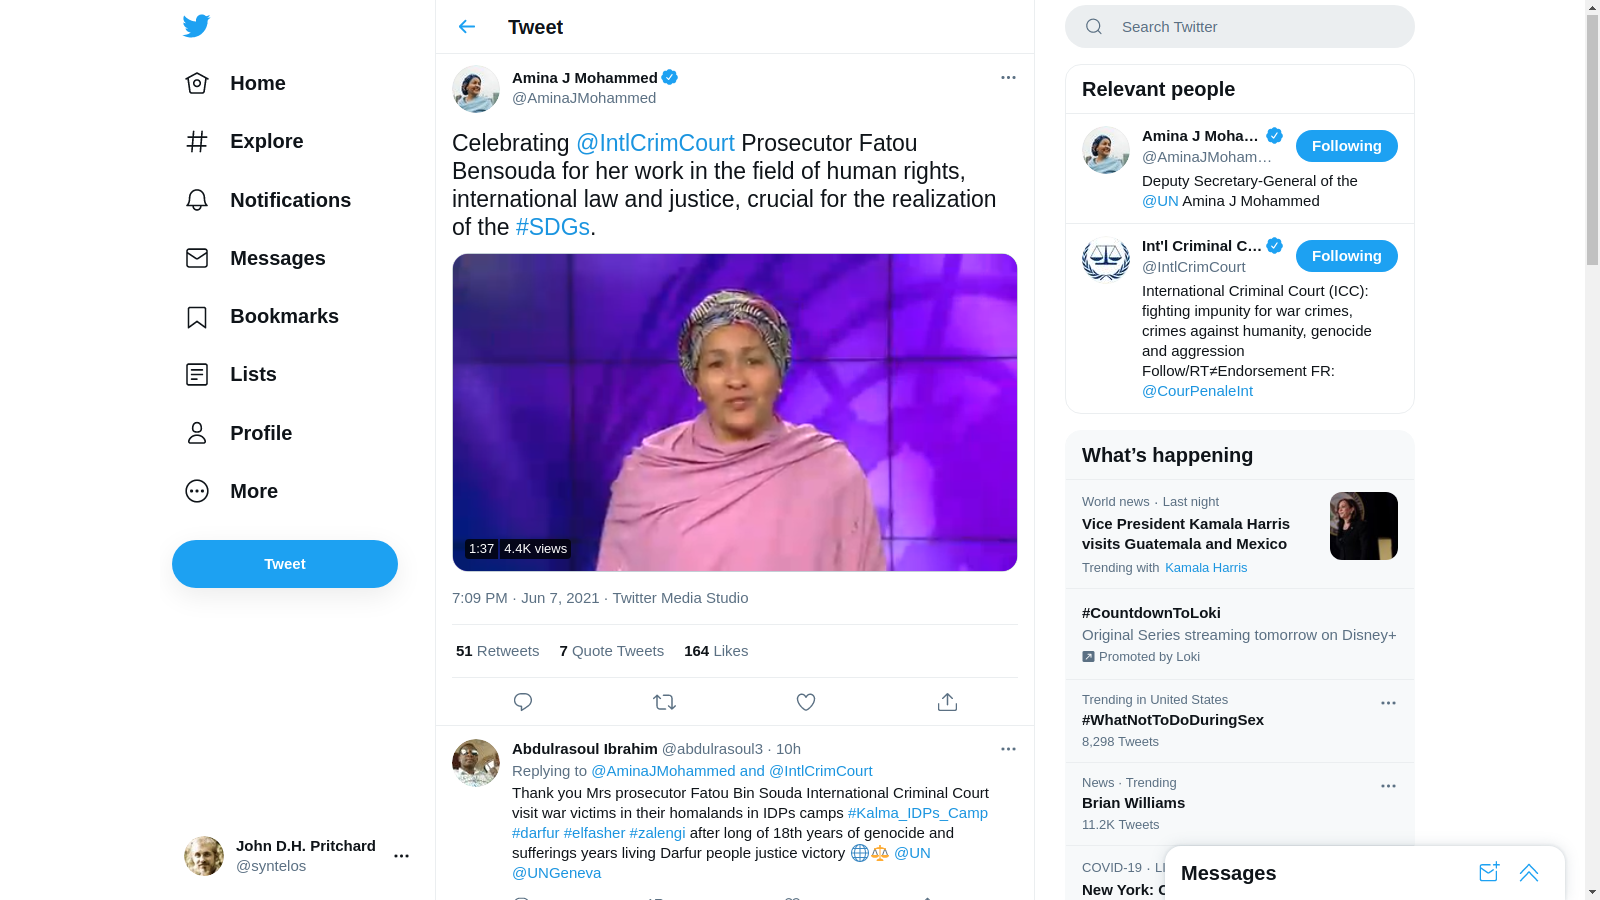 Home
Explore
Notifications
Messages
Bookmarks
Lists
Profile
More
Tweet
John D.H. Pritchard
@syntelos
Tweet
Amina J Mohammed
@AminaJMohammed
Celebrating @IntlCrimCourt Prosecutor Fatou
Bensouda for her work in the field of human rights,
international law and justice, crucial for the realization
of the #SDGs.
1:37 4.4K views
7:09 PM · Jun 7, 2021 · Twitter Media Studio
51 Retweets 7 Quote Tweets 164 Likes
Abdulrasoul Ibrahim @abdulrasoul3 · 10h
Replying to @AminaJMohammed and @IntlCrimCourt
Thank you Mrs prosecutor Fatou Bin Souda International Criminal Court
visit war victims in their homalands in IDPs camps #Kalma_IDPs_Camp
#darfur #elfasher #zalengi after long of 18th years of genocide and
sufferings years living Darfur people justice victory 🌐⚖️ @UN
@UNGeneva
Search Twitter
Relevant people
Amina J Moha...
@AminaJMoham...
Following
Deputy Secretary-General of the
@UN Amina J Mohammed
Int'l Criminal C...
@IntlCrimCourt
Following
International Criminal Court (ICC):
fighting impunity for war crimes,
crimes against humanity, genocide
and aggression
Follow/RT≠Endorsement FR:
@CourPenaleInt
What's happening
World news · Last night
Vice President Kamala Harris
visits Guatemala and Mexico
Trending with Kamala Harris
#CountdownToLoki
Original Series streaming tomorrow on Disney+
Promoted by Loki
Trending in United States
#WhatNotToDoDuringSex
8,298 Tweets
News · Trending
Brian Williams
11.2K Tweets
COVID-19 ·
New York:
Messages